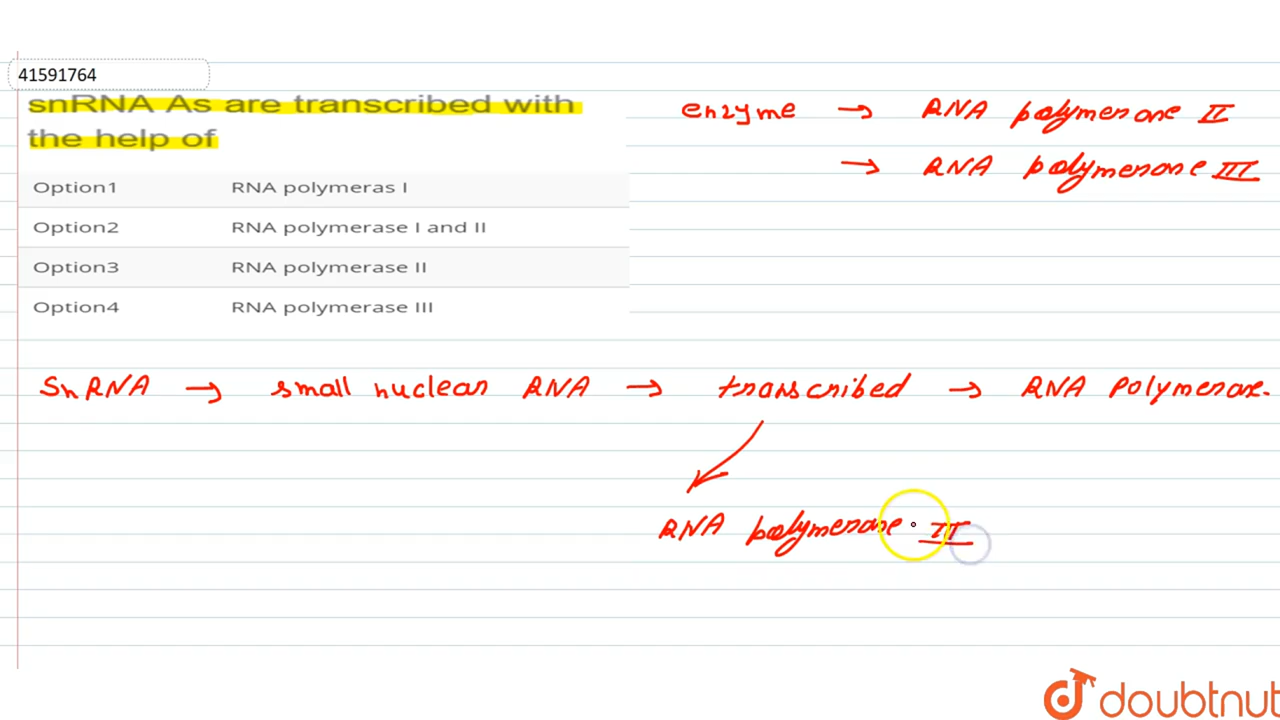 41591764
snRNA As are transcribed with
the help of
Option1 RNA polymeras I
Option2 RNA polymerase I and II
Option3 RNA polymerase II
Option4 RNA polymerase III
enzyme → RNA polymerase II
→ RNA polymerase III
SnRNA → small nuclear RNA → transcribed → RNA Polymerase.
RNA polymerase II
doubtnut